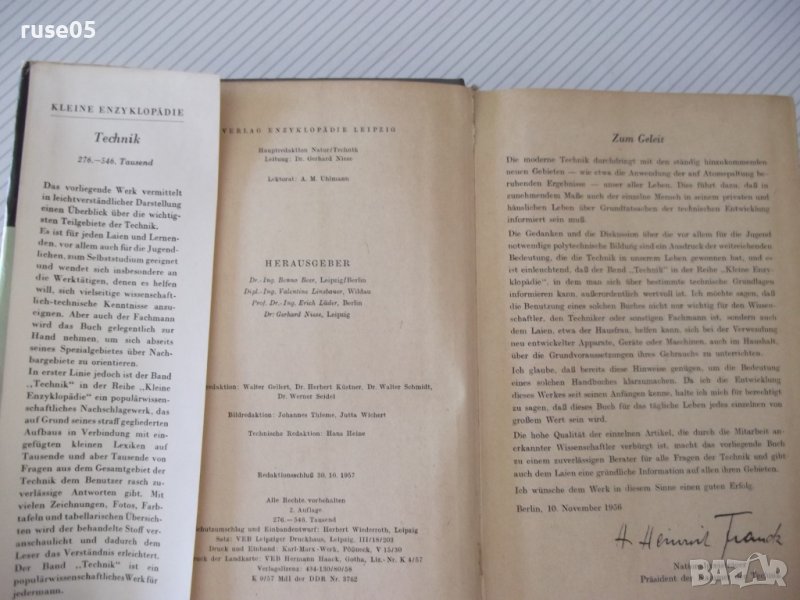 ruse05
KLEINE ENZYKLOPÄDIE
Technik
276.—546. Tausend
Das vorliegende Werk vermittelt
in leichtverständlicher Darstellung
einen Überblick über die wichtig-
sten Teilgebiete der Technik.
Es ist für jeden Laien und Lernen-
den, vor allem auch für die Jugend-
lichen, zum Selbststudium geeignet
und wendet sich insbesondere an
die Werktätigen, denen es helfen
will, sich vielseitige wissenschaft-
lich-technische Kenntnisse anzu-
eignen. Aber auch der Fachmann
wird das Buch gelegentlich zur
Hand nehmen, um sich abseits
seines Spezialgebietes über Nach-
bargebiete zu orientieren.
In erster Linie jedoch ist der Band
„Technik" in der Reihe „Kleine
Enzyklopädie" ein populärwissen-
schaftliches Nachschlagewerk, das
auf Grund seines straff gegliederten
Aufbaus in Verbindung mit ein-
gefügten kleinen Lexiken auf
Tausende und aber Tausende von
Fragen aus dem Gesamtgebiet der
Technik dem Benutzer rasch zu-
verlässige Antworten gibt. Mit
vielen Zeichnungen, Fotos, Farb-
tafeln und tabellarischen Übersich-
ten wird der behandelte Stoff ver-
anschaulicht und dadurch dem
Leser das Verständnis erleichtert.
Der Band „Technik" ist ein
populärwissenschaftliches Werk für
jedermann.
VERLAG ENZYKLOPÄDIE LEIPZIG
Hauptredaktion Natur/Technik
Leitung: Dr. Gerhard Niese
Lektorat: A. M. Uhlmann
HERAUSGEBER
Dr.-Ing. Benno Beer, Leipzig/Berlin
Dipl.-Ing. Valentine Linsbauer, Wildau
Prof. Dr.-Ing. Erich Lüder, Berlin
Dr. Gerhard Niese, Leipzig
redaktion: Walter Geilert, Dr. Herbert Küstner, Dr. Walter Schmidt,
Dr. Werner Seidel
Bildredaktion: Johannes Thieme, Jutta Wichert
Technische Redaktion: Hans Heine
Redaktionsschluß 30. 10. 1957
Alle Rechte vorbehalten
2. Auflage
276.—546. Tausend
Schutzumschlag und Einbandentwurf: Herbert Wiederroth, Leipzig
Satz: VEB Leipziger Druckhaus, Leipzig, III/18/203
Druck und Einband: Karl-Marx-Werk, Pößneck, V 15/30
Druck der Landkarte: VEB Hermann Haack, Gotha, Liz.-Nr. K 4/57
Verlagslizenz: 434-130/80/58
K 0/57 MdI der DDR Nr. 3762
Zum Geleit
Die moderne Technik durchdringt mit den ständig hinzukommenden
neuen Gebieten — wie etwa die Anwendung der auf Atomspaltung be-
ruhenden Ergebnisse — unser aller Leben. Dies führt dazu, daß in
zunehmendem Maße auch der einzelne Mensch in seinem privaten und
häuslichen Leben über Grundtatsachen der technischen Entwicklung
informiert sein muß.
Die Gedanken und die Diskussion über die vor allem für die Jugend
notwendige polytechnische Bildung sind ein Ausdruck der weitreichenden
Bedeutung, die die Technik in unserem Leben gewonnen hat, und es
ist einleuchtend, daß der Band „Technik" in der Reihe „Kleine Enzy-
klopädie", in dem man sich über bestimmte technische Grundlagen
informieren kann, außerordentlich wertvoll ist. Ich möchte sagen, daß
die Benutzung eines solchen Buches nicht nur wichtig für den Wissen-
schaftler, den Techniker oder sonstigen Fachmann ist, sondern auch
dem Laien, etwa der Hausfrau, helfen kann, sich bei der Verwendung
neu entwickelter Apparate, Geräte oder Maschinen, auch im Haushalt,
über die Grundvoraussetzungen ihres Gebrauchs zu unterrichten.
Ich glaube, daß bereits diese Hinweise genügen, um die Bedeutung
eines solchen Handbuches klarzumachen. Da ich die Entwicklung
dieses Werkes seit seinen Anfängen kenne, halte ich mich für berechtigt
zu sagen, daß dieses Buch für das tägliche Leben jedes einzelnen von
großem Wert sein wird.
Die hohe Qualität der einzelnen Artikel, die durch die Mitarbeit an-
erkannter Wissenschaftler verbürgt ist, macht das vorliegende Buch
zu einem zuverlässigen Berater für alle Fragen der Technik und gibt
auch dem Laien eine gründliche Information auf allen ihren Gebieten.
Ich wünsche dem Werk in diesem Sinne einen guten Erfolg.
Berlin, 10. November 1956
H. Heinrich Franck
Präsident der
BAZAR